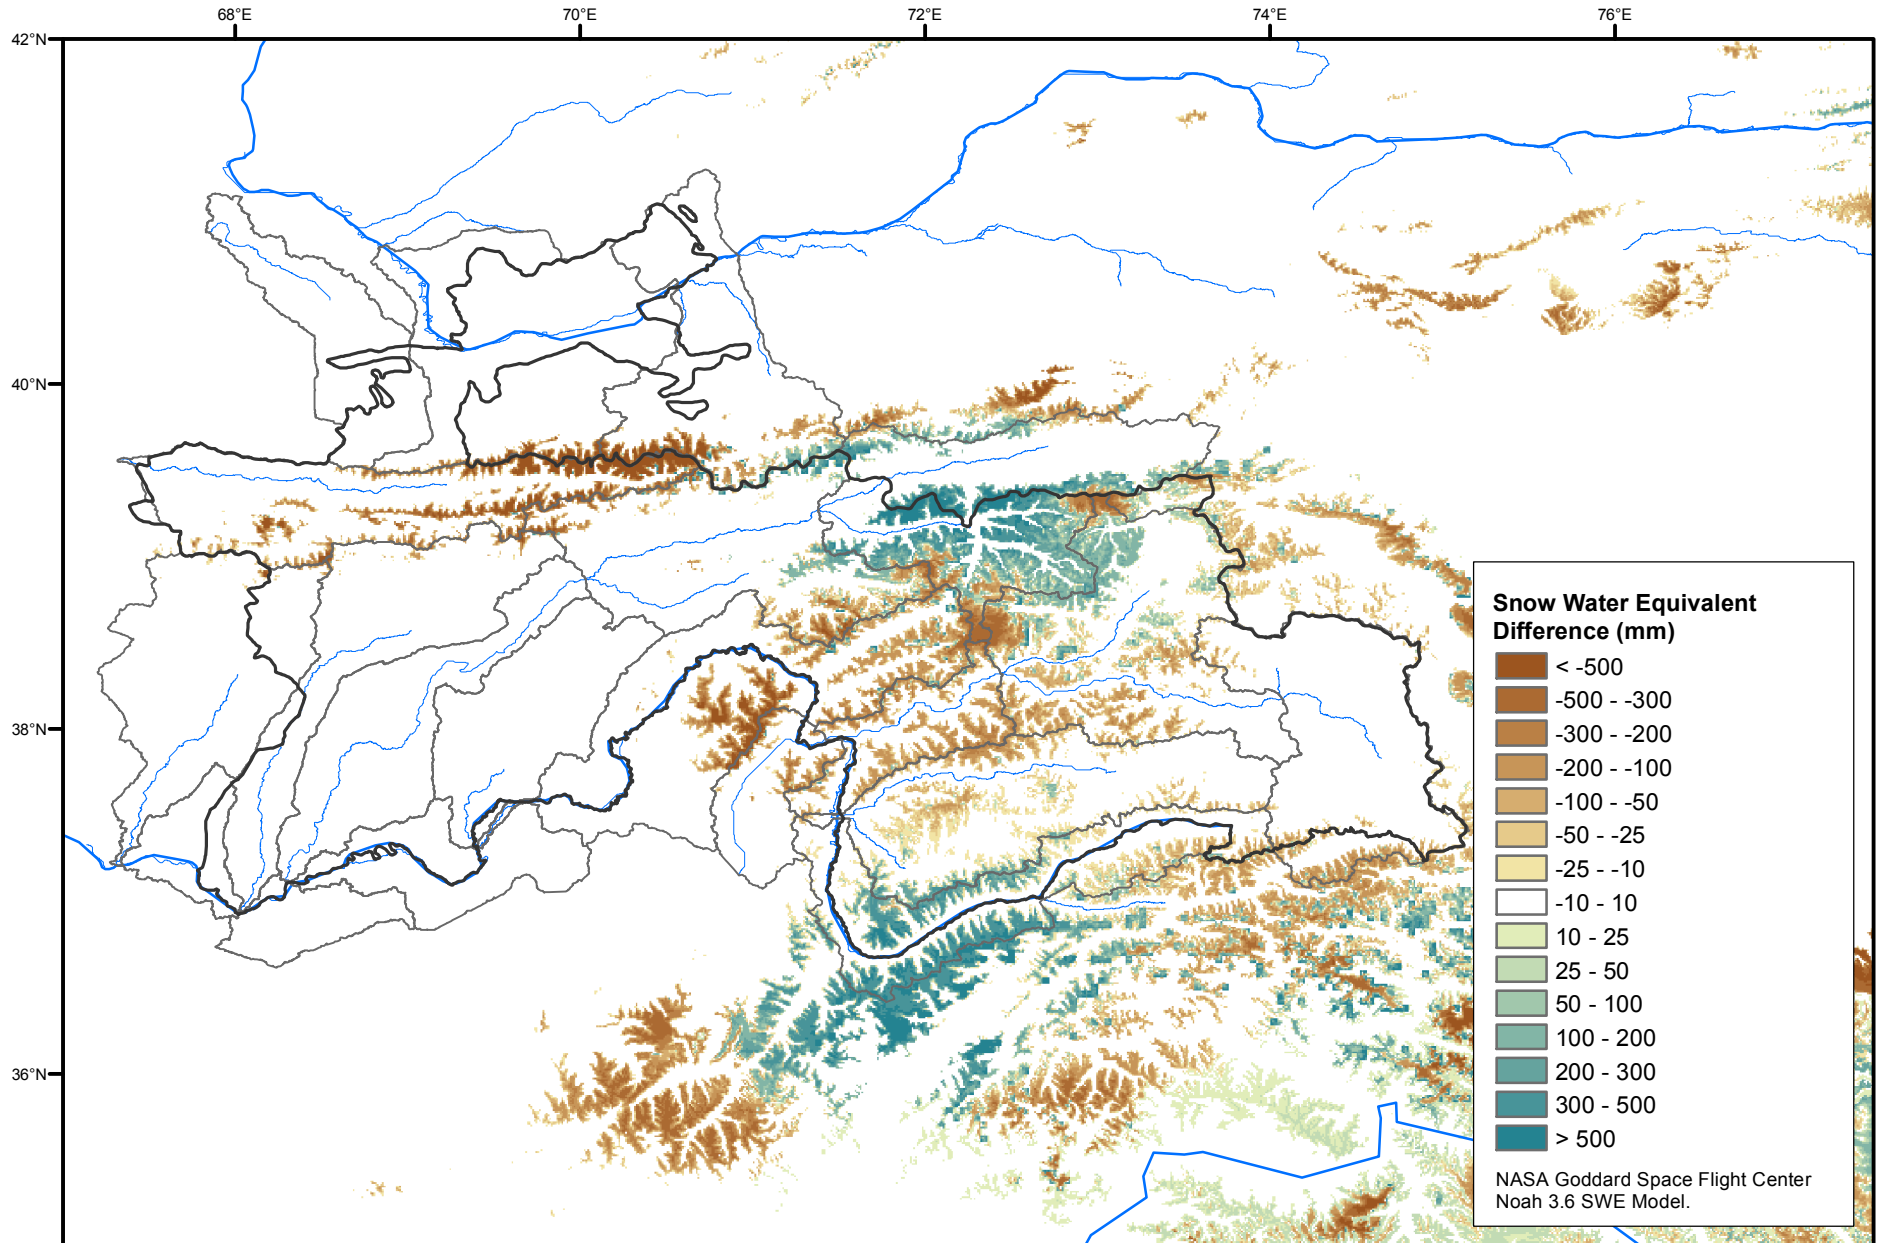 68°E 70°E 72°E 74°E 76°E
42°N
40°N
38°N
36°N
Snow Water Equivalent
Difference (mm)
< -500
-500 - -300
-300 - -200
-200 - -100
-100 - -50
-50 - -25
-25 - -10
-10 - 10
10 - 25
25 - 50
50 - 100
100 - 200
200 - 300
300 - 500
> 500
NASA Goddard Space Flight Center
Noah 3.6 SWE Model.